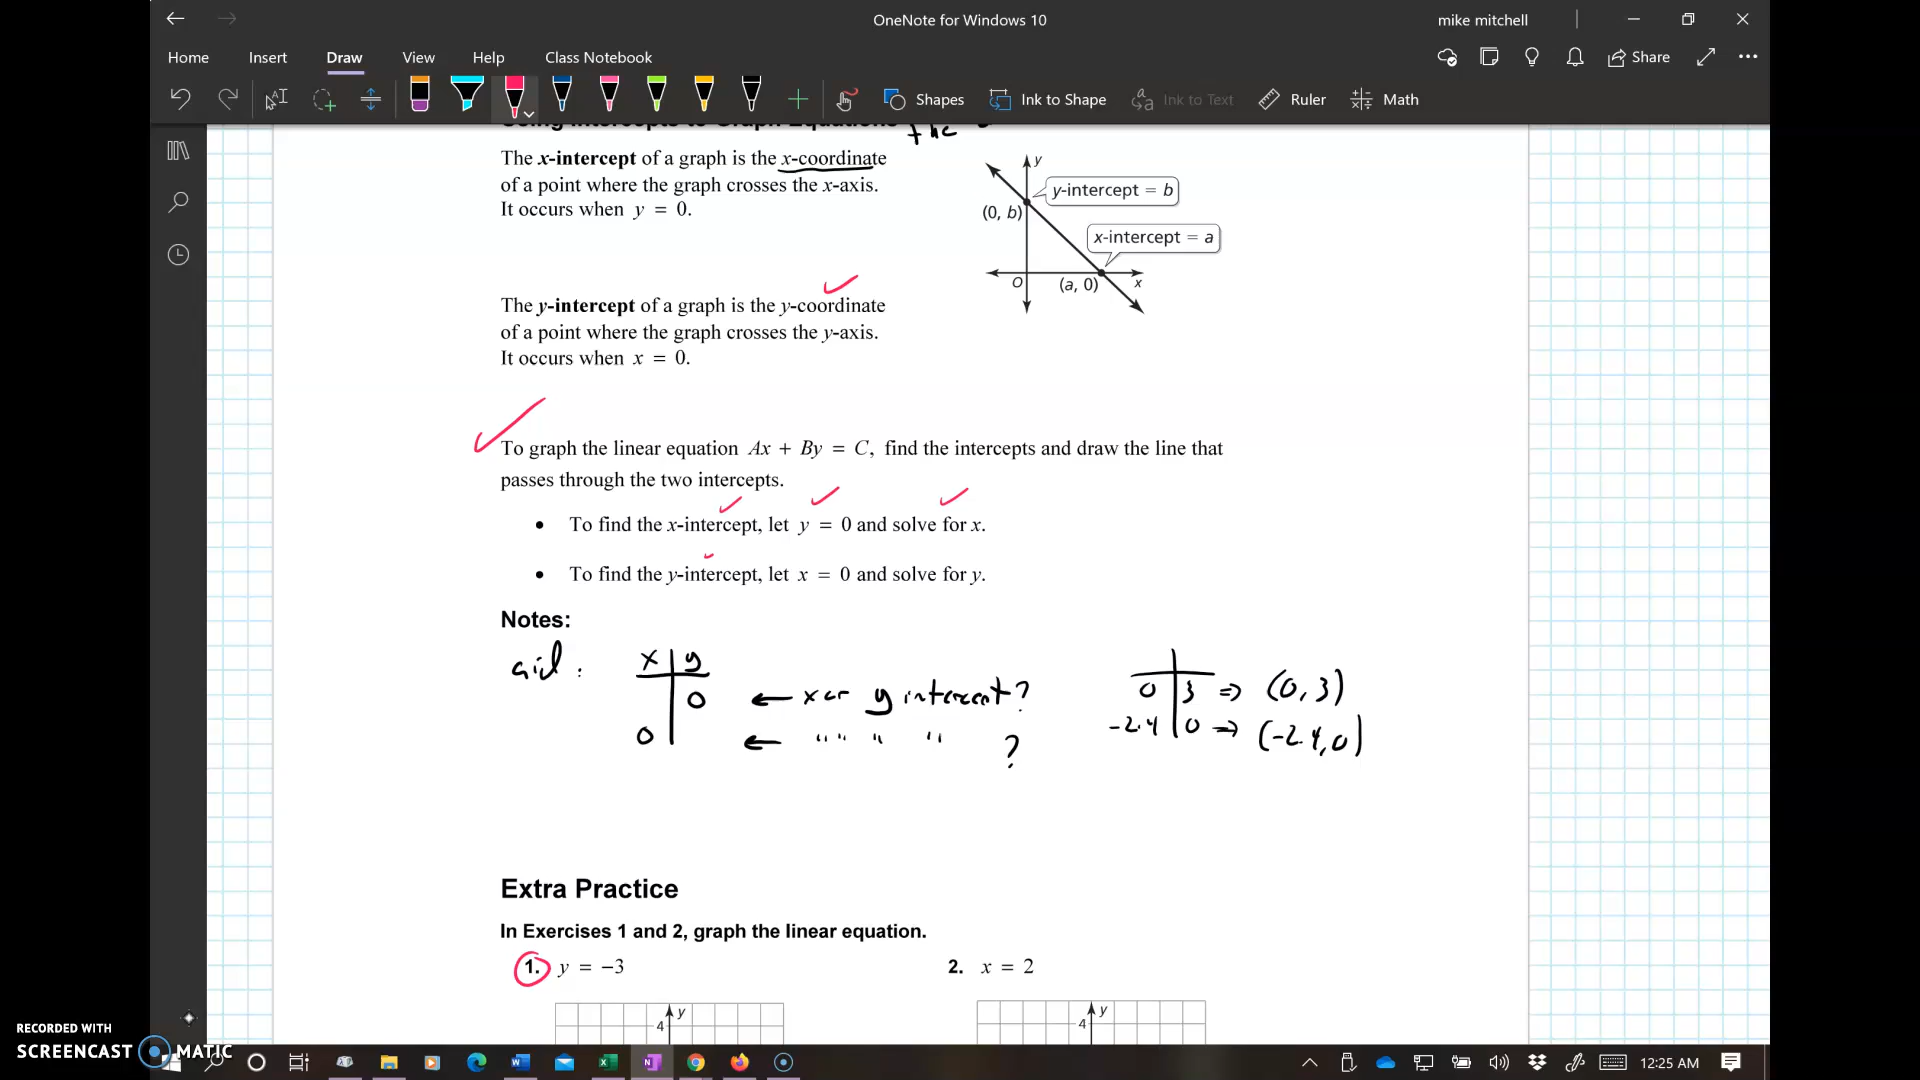 OneNote for Windows 10
mike mitchell
Home Insert Draw View Help Class Notebook
Share
Shapes Ink to Shape Ink to Text Ruler Math
Using Intercepts to Graph Equations the
The x-intercept of a graph is the x-coordinate
of a point where the graph crosses the x-axis.
It occurs when y = 0.
y
y-intercept = b
(0, b)
x-intercept = a
O (a, 0) x
The y-intercept of a graph is the y-coordinate
of a point where the graph crosses the y-axis.
It occurs when x = 0.
To graph the linear equation Ax + By = C, find the intercepts and draw the line that
passes through the two intercepts.
• To find the x-intercept, let y = 0 and solve for x.
• To find the y-intercept, let x = 0 and solve for y.
Notes:
aid : x y
0 ← x or y intercept?
0 ← " " " " ?
0 3 ⇒ (0, 3)
-2.4 0 ⇒ (-2.4, 0)
Extra Practice
In Exercises 1 and 2, graph the linear equation.
1. y = −3
2. x = 2
y
4
y
4
RECORDED WITH
SCREENCAST MATIC
12:25 AM